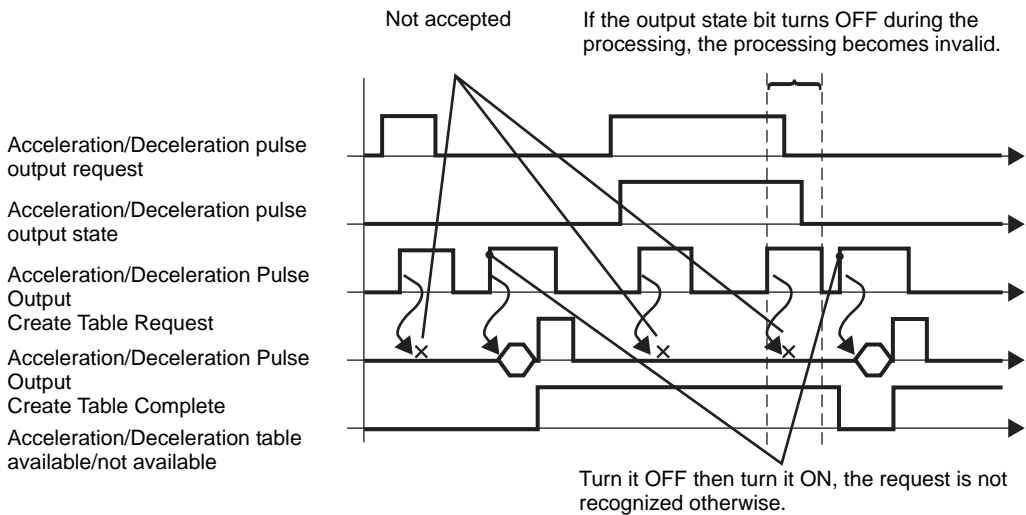 Not accepted
If the output state bit turns OFF during the
processing, the processing becomes invalid.
Acceleration/Deceleration pulse
output request
Acceleration/Deceleration pulse
output state
Acceleration/Deceleration Pulse
Output
Create Table Request
Acceleration/Deceleration Pulse
Output
Create Table Complete
Acceleration/Deceleration table
available/not available
Turn it OFF then turn it ON, the request is not
recognized otherwise.